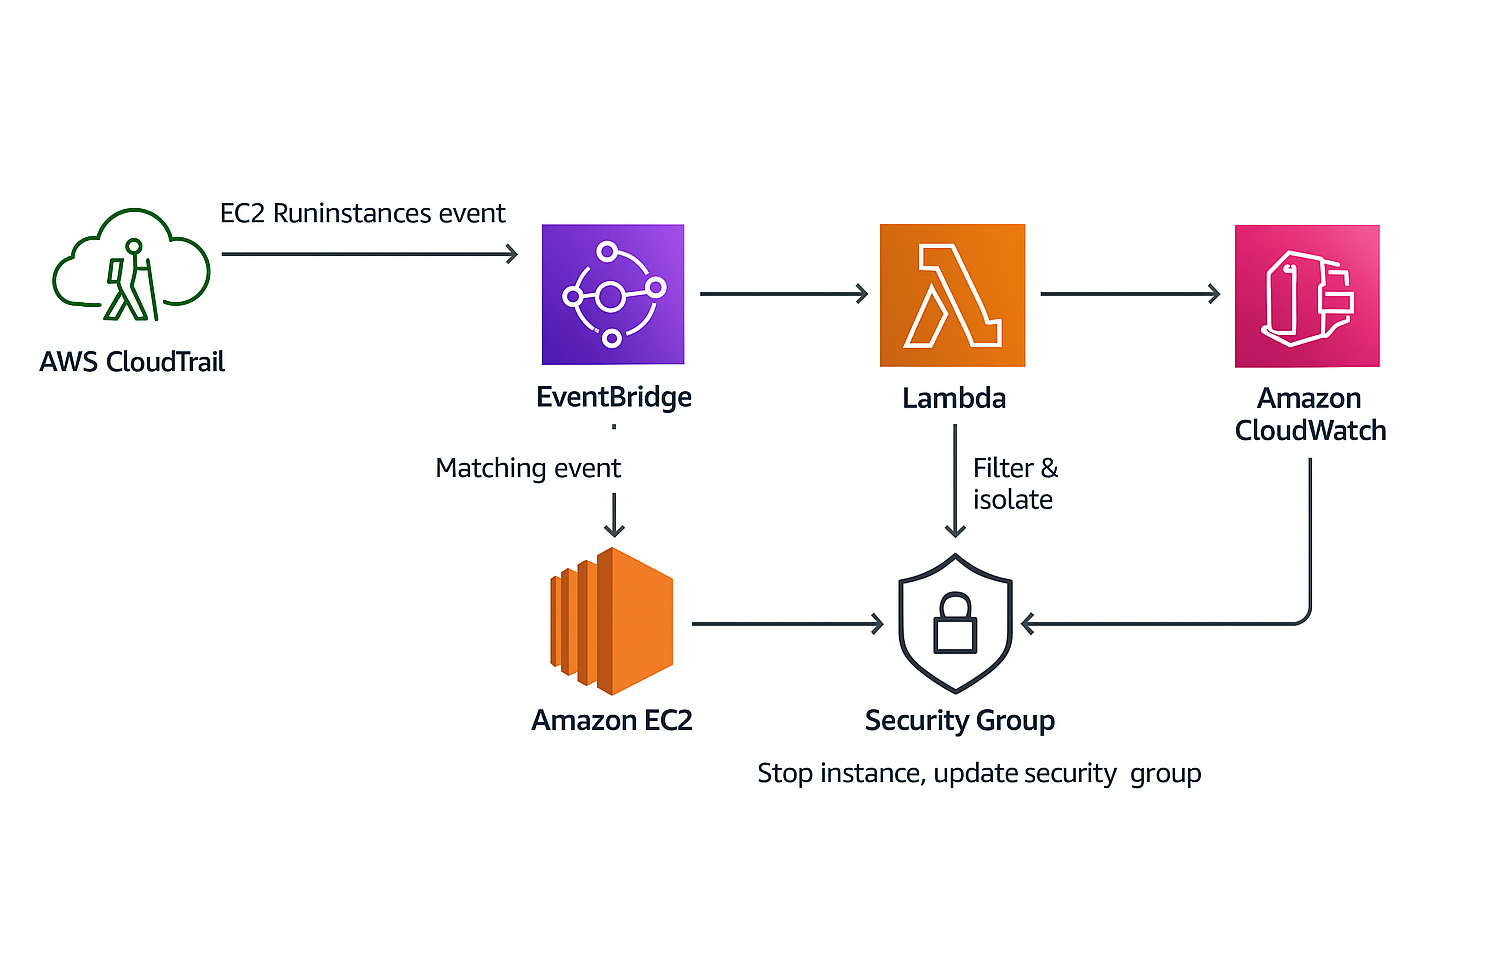 EC2 Runinstances event
AWS CloudTrail
EventBridge
Lambda
Amazon
CloudWatch
Matching event
Filter &
isolate
Amazon EC2
Security Group
Stop instance, update security group